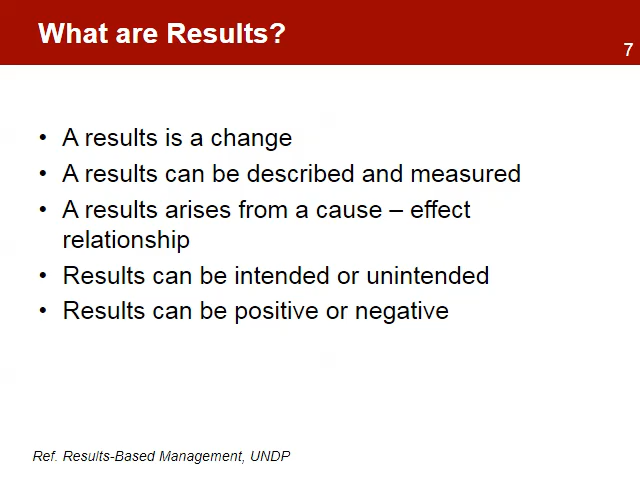 What are Results?
7
• A results is a change
• A results can be described and measured
• A results arises from a cause – effect
relationship
• Results can be intended or unintended
• Results can be positive or negative
Ref. Results-Based Management, UNDP